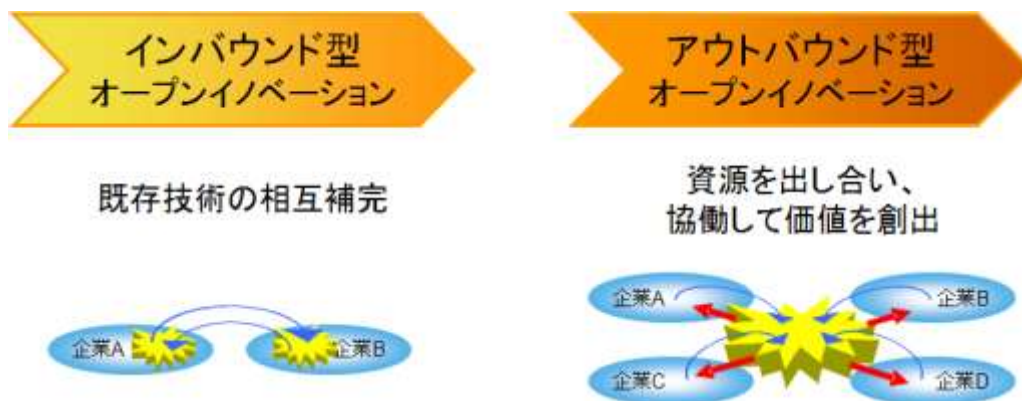 インバウンド型
オープンイノベーション
アウトバウンド型
オープンイノベーション
既存技術の相互補完
資源を出し合い、
協働して価値を創出
企業A
企業B
企業A
企業B
企業C
企業D